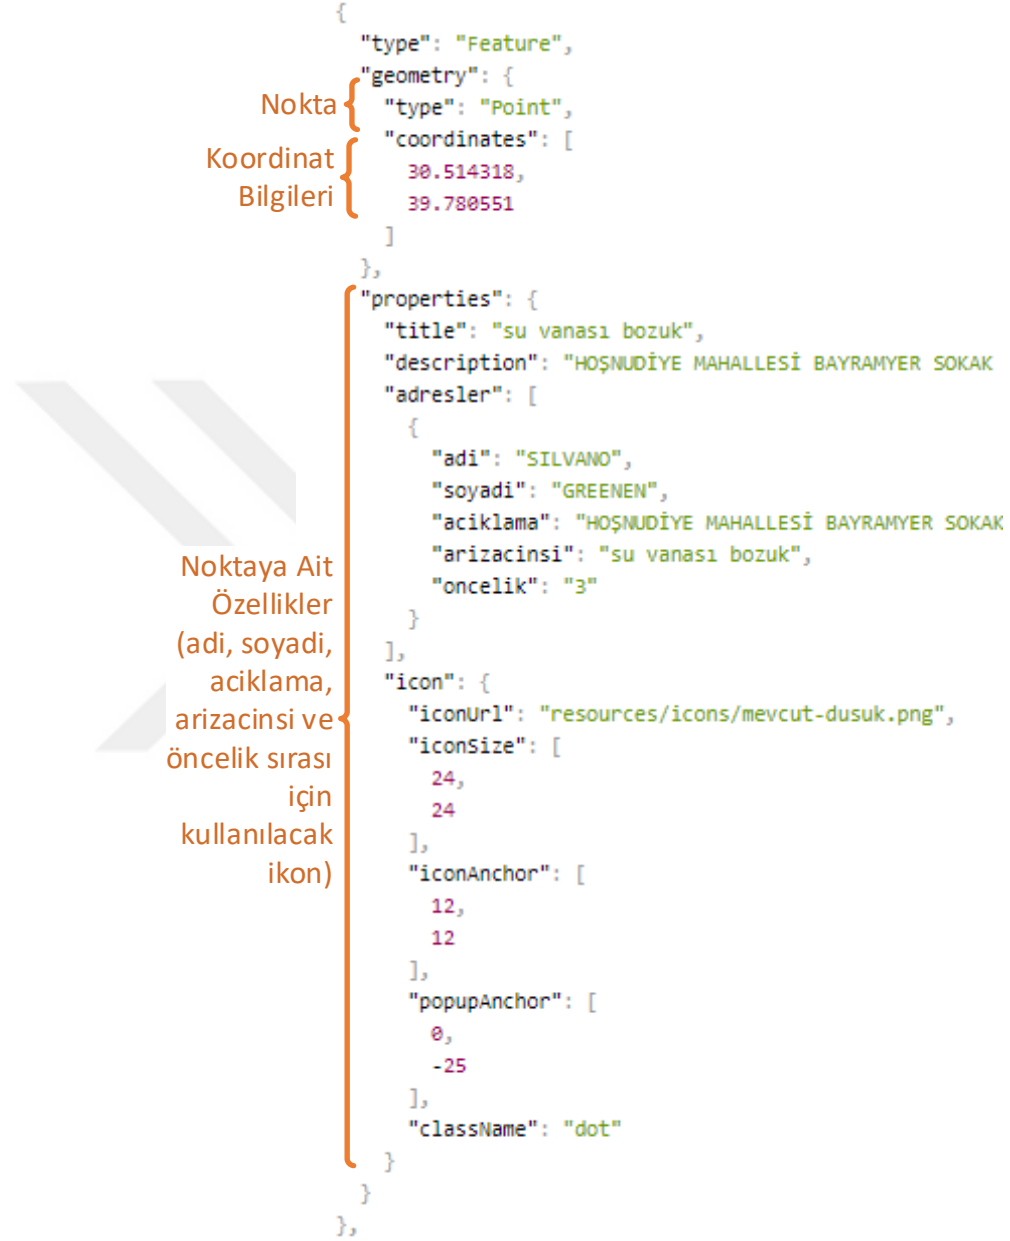 {
"type": "Feature",
"geometry": {
Nokta
"type": "Point",
"coordinates": [
Koordinat
Bilgileri
30.514318,
39.780551
]
},
"properties": {
"title": "su vanası bozuk",
"description": "HOŞNUDİYE MAHALLESİ BAYRAMYER SOKAK
"adresler": [
{
"adi": "SILVANO",
"soyadi": "GREENEN",
"aciklama": "HOŞNUDİYE MAHALLESİ BAYRAMYER SOKAK
"arizacinsi": "su vanası bozuk",
"oncelik": "3"
}
],
Noktaya Ait
Özellikler
(adi, soyadi,
aciklama,
arizacinsi ve
öncelik sırası
için
kullanılacak
ikon)
"icon": {
"iconUrl": "resources/icons/mevcut-dusuk.png",
"iconSize": [
24,
24
],
"iconAnchor": [
12,
12
],
"popupAnchor": [
0,
-25
],
"className": "dot"
}
}
},